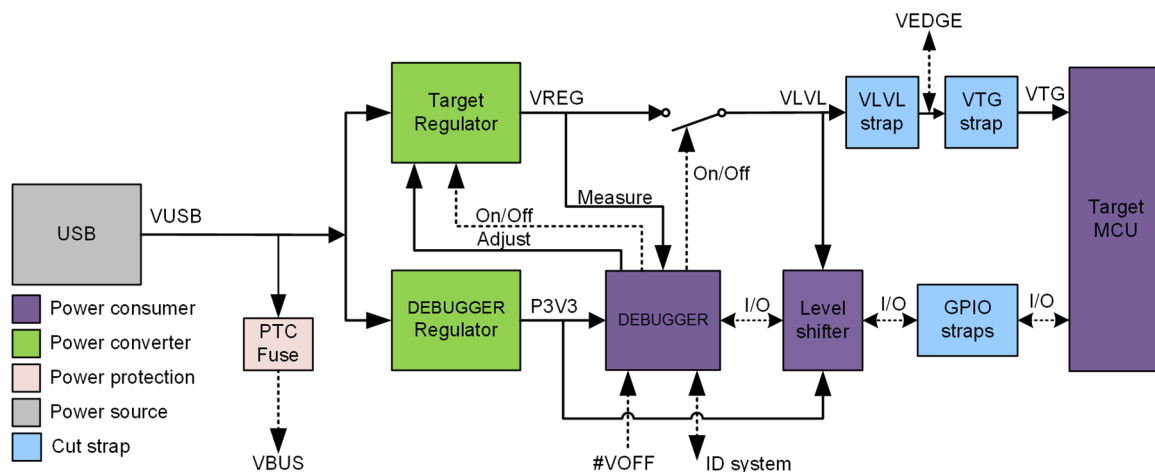 VEDGE
Target
Regulator
VREG
VLVL
VLVL
strap
VTG
strap
VTG
On/Off
Measure
USB
VUSB
On/Off
Adjust
Target
MCU
DEBUGGER
Regulator
P3V3
DEBUGGER
I/O
Level
shifter
I/O
GPIO
straps
I/O
PTC
Fuse
VBUS
#VOFF
ID system
Power consumer
Power converter
Power protection
Power source
Cut strap